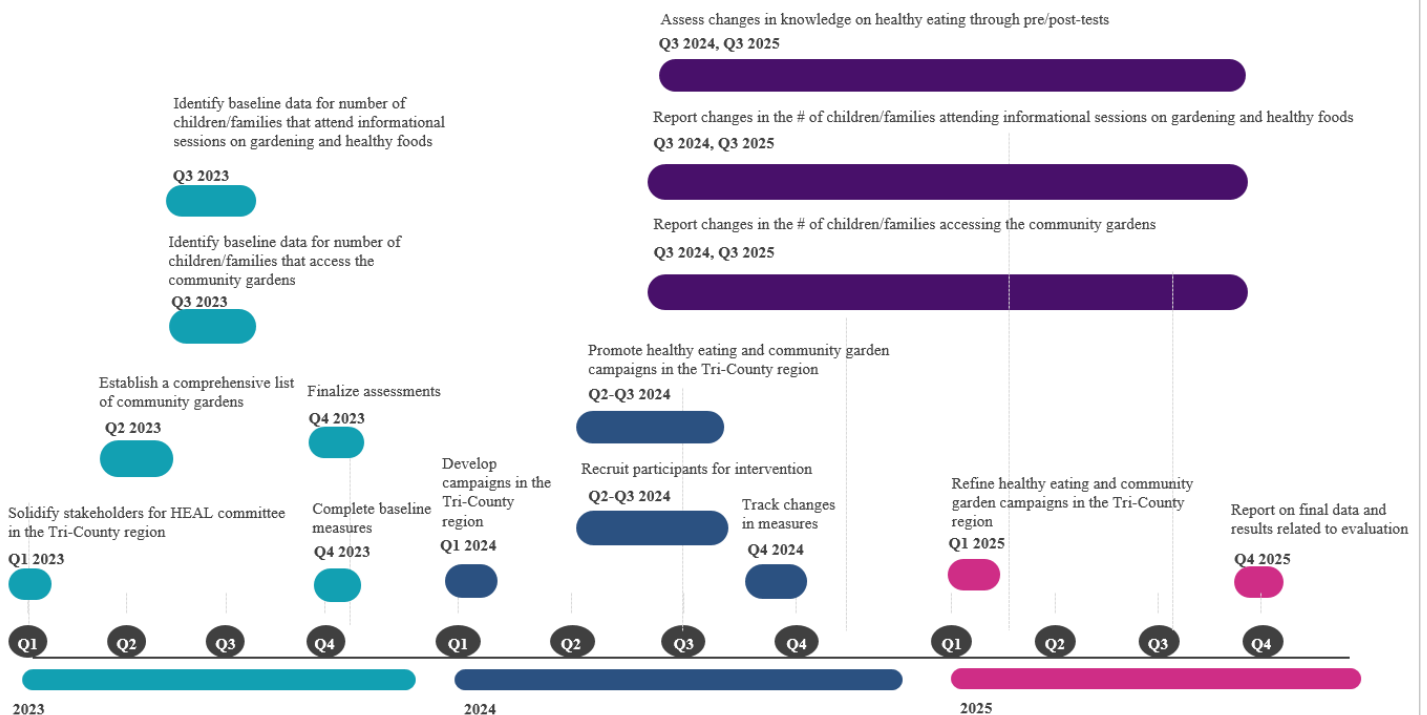 Assess changes in knowledge on healthy eating through pre/post-tests
Q3 2024, Q3 2025
Identify baseline data for number of
children/families that attend informational
sessions on gardening and healthy foods
Q3 2023
Report changes in the # of children/families attending informational sessions on gardening and healthy foods
Q3 2024, Q3 2025
Report changes in the # of children/families accessing the community gardens
Q3 2024, Q3 2025
Identify baseline data for number of
children/families that access the
community gardens
Q3 2023
Promote healthy eating and community garden
campaigns in the Tri-County region
Q2-Q3 2024
Establish a comprehensive list
of community gardens
Q2 2023
Finalize assessments
Q4 2023
Develop
campaigns in the
Tri-County
region
Q1 2024
Recruit participants for intervention
Q2-Q3 2024
Solidify stakeholders for HEAL committee
in the Tri-County region
Q1 2023
Complete baseline
measures
Q4 2023
Track changes
in measures
Q4 2024
Refine healthy eating and community
garden campaigns in the Tri-County
region
Q1 2025
Report on final data and
results related to evaluation
Q4 2025
Q1 Q2 Q3 Q4 Q1 Q2 Q3 Q4 Q1 Q2 Q3 Q4
2023 2024 2025